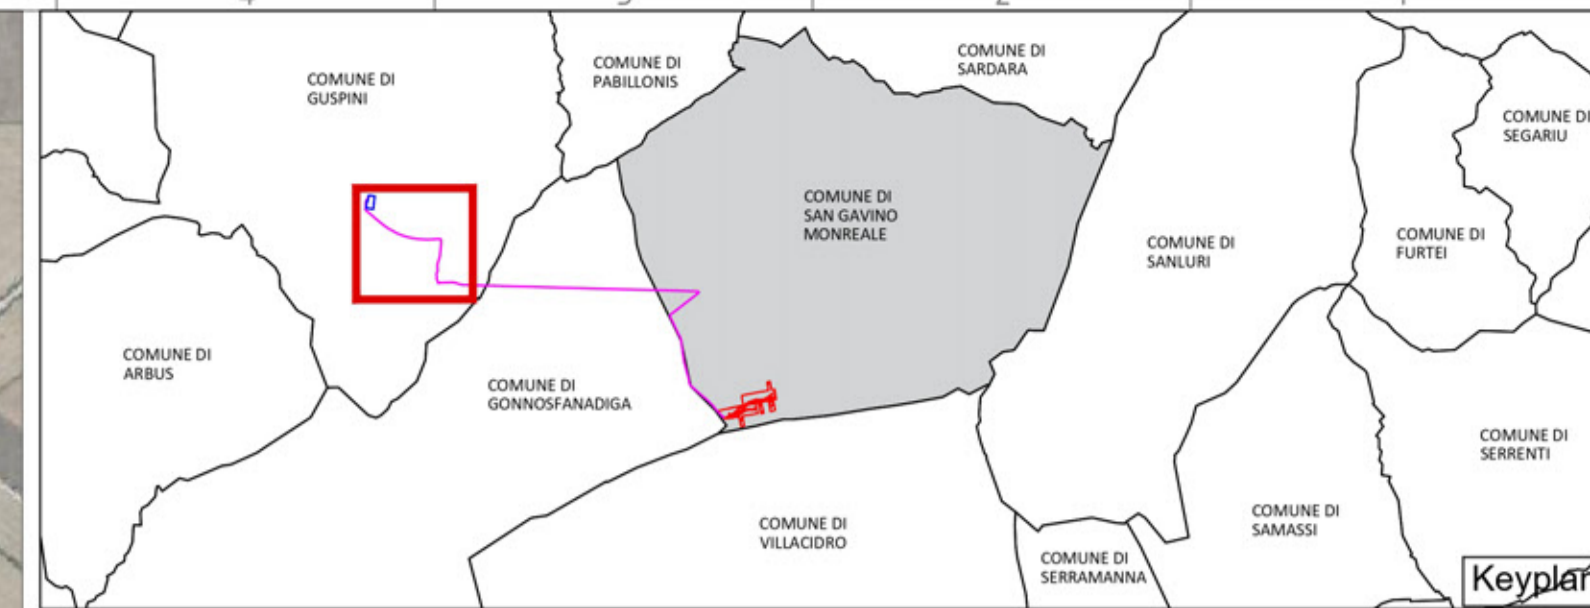 COMUNE DI
GUSPINI
COMUNE DI
PABILLONIS
COMUNE DI
SARDARA
COMUNE DI
SEGARIU
COMUNE DI
SAN GAVINO
MONREALE
COMUNE DI
SANLURI
COMUNE DI
FURTEI
COMUNE DI
ARBUS
COMUNE DI
GONNOSFANADIGA
COMUNE DI
SERRENTI
COMUNE DI
VILLACIDRO
COMUNE DI
SAMASSI
COMUNE DI
SERRAMANNA
Keyplan